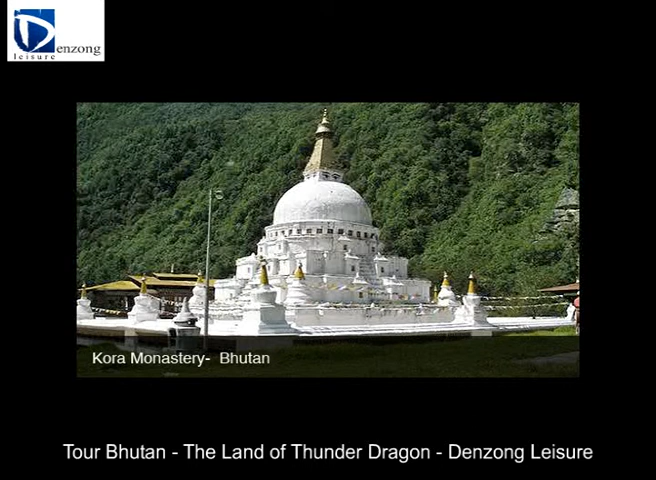 Denzong
leisure
Kora Monastery- Bhutan
Tour Bhutan - The Land of Thunder Dragon - Denzong Leisure